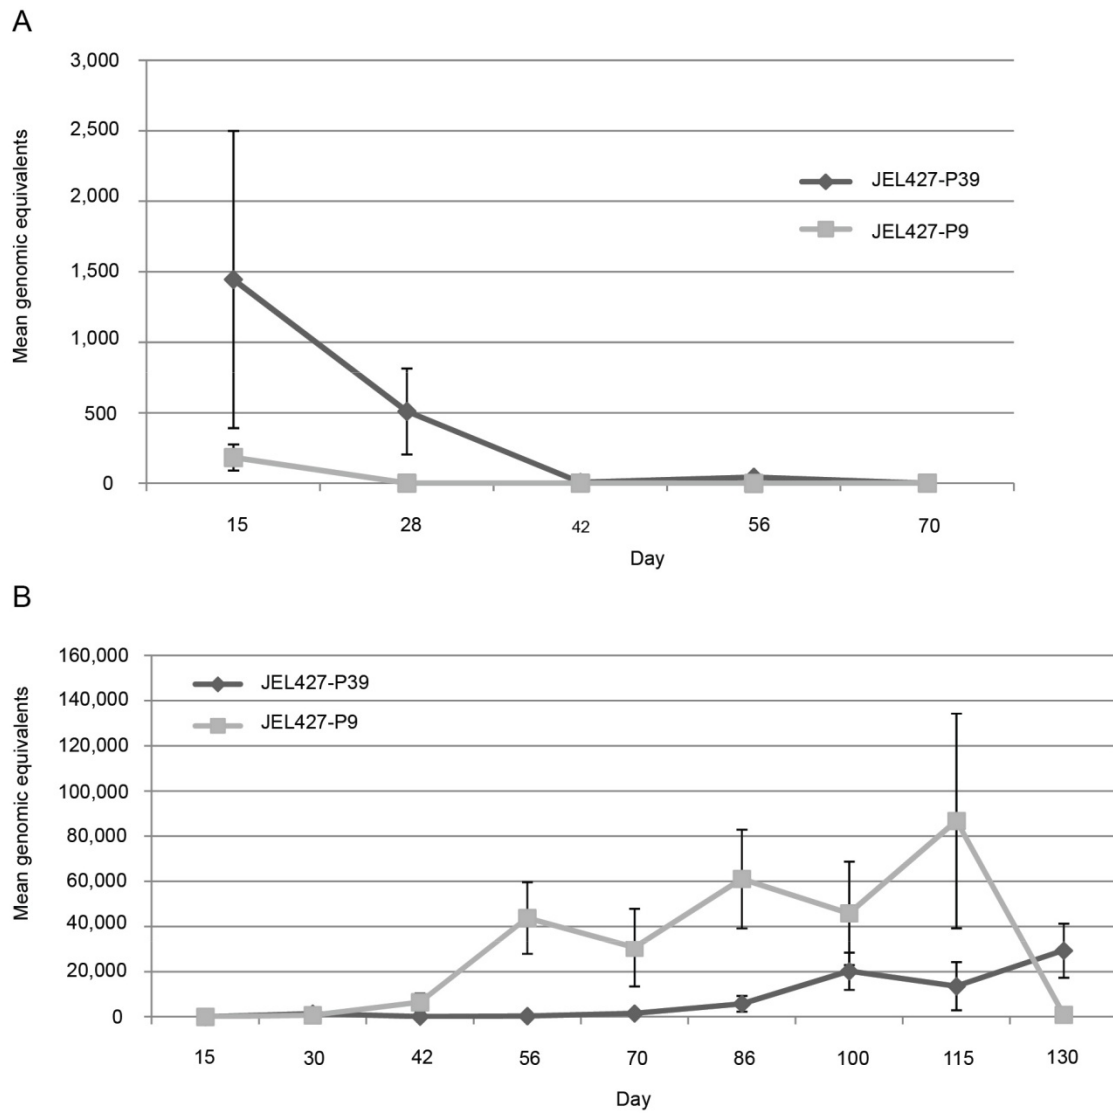 A
3,000
2,500
2,000
1,500
1,000
500
0
Mean genomic equivalents
JEL427-P39
JEL427-P9
15 28 42 56 70
Day
B
160,000
140,000
120,000
100,000
80,000
60,000
40,000
20,000
0
Mean genomic equivalents
JEL427-P39
JEL427-P9
15 30 42 56 70 86 100 115 130
Day